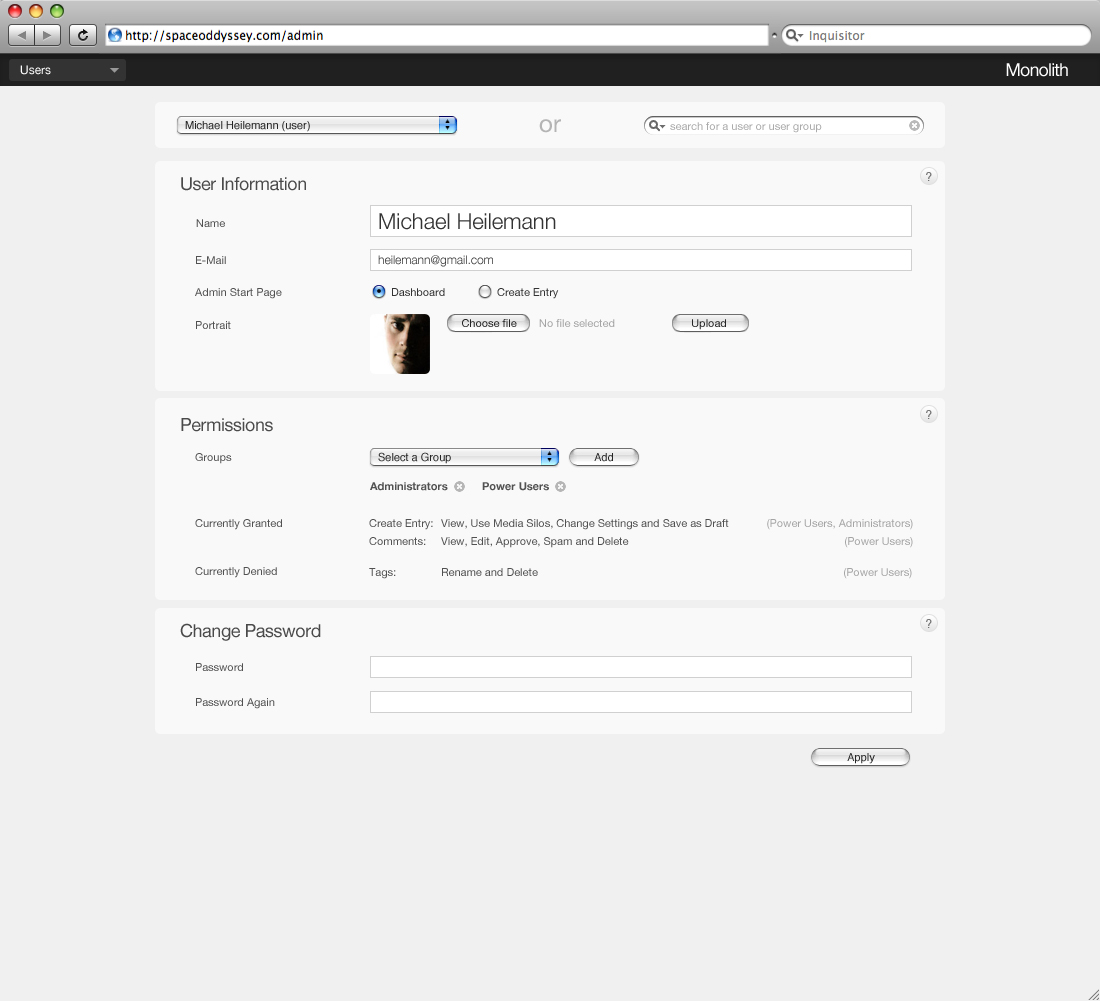 http://spaceoddyssey.com/admin
Inquisitor
Users
Monolith
Michael Heilemann (user)
or
search for a user or user group
User Information
?
Name
Michael Heilemann
E-Mail
heilemann@gmail.com
Admin Start Page
Dashboard
Create Entry
Portrait
Choose file
No file selected
Upload
Permissions
?
Groups
Select a Group
Add
Administrators
Power Users
Currently Granted
Create Entry: View, Use Media Silos, Change Settings and Save as Draft (Power Users, Administrators)
Comments: View, Edit, Approve, Spam and Delete (Power Users)
Currently Denied
Tags: Rename and Delete (Power Users)
Change Password
?
Password
Password Again
Apply